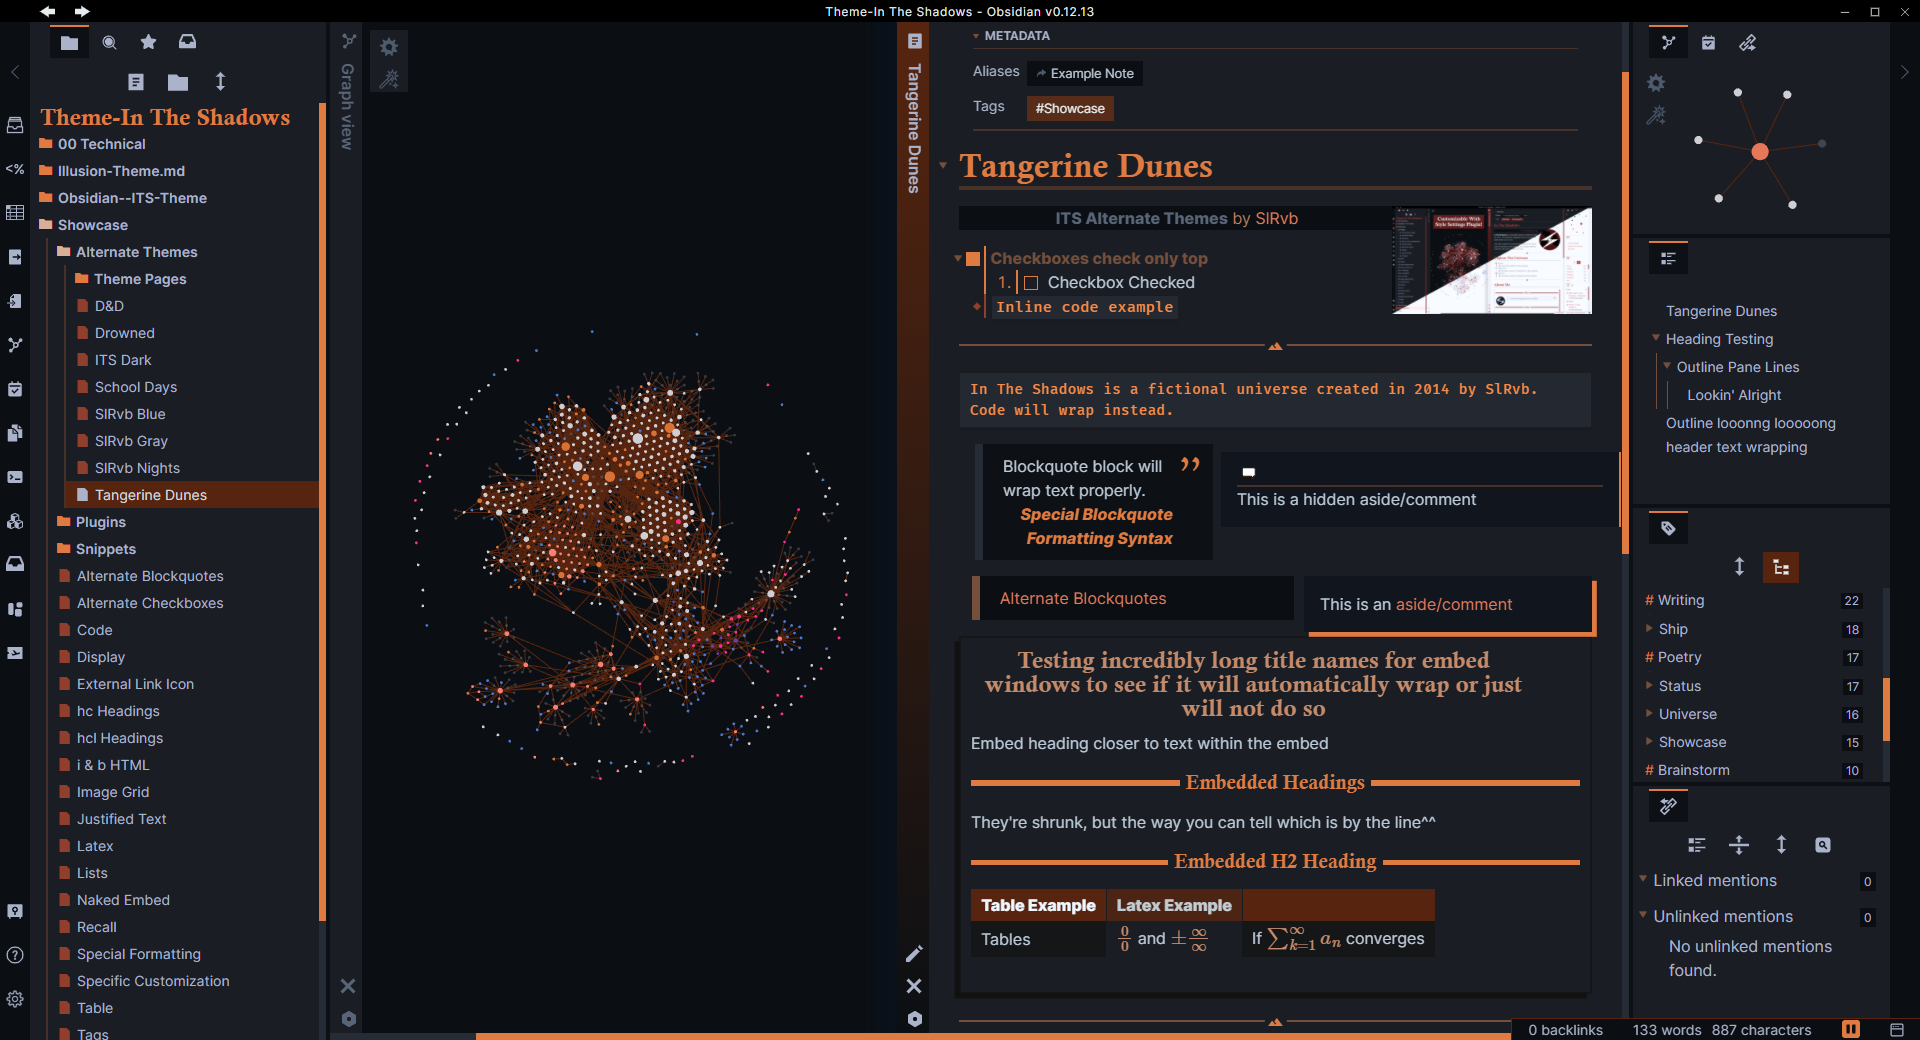 Theme-In The Shadows - Obsidian v0.12.13
Theme-In The Shadows
00 Technical
Illusion-Theme.md
Obsidian--ITS-Theme
Showcase
Alternate Themes
Theme Pages
D&D
Drowned
ITS Dark
School Days
SlRvb Blue
SlRvb Gray
SlRvb Nights
Tangerine Dunes
Plugins
Snippets
Alternate Blockquotes
Alternate Checkboxes
Code
Display
External Link Icon
hc Headings
hcl Headings
i & b HTML
Image Grid
Justified Text
Latex
Lists
Naked Embed
Recall
Special Formatting
Specific Customization
Table
Tags
<%
Graph view
Tangerine Dunes
METADATA
Aliases
Example Note
Tags
#Showcase
Tangerine Dunes
ITS Alternate Themes by SlRvb
Customizable With
Style Settings Plugin!
Checkboxes check only top
1. Checkbox Checked
Inline code example
In The Shadows is a fictional universe created in 2014 by SlRvb.
Code will wrap instead.
Blockquote block will
wrap text properly.
Special Blockquote
Formatting Syntax
This is a hidden aside/comment
Alternate Blockquotes
This is an aside/comment
Testing incredibly long title names for embed
windows to see if it will automatically wrap or just
will not do so
Embed heading closer to text within the embed
Embedded Headings
They're shrunk, but the way you can tell which is by the line^^
Embedded H2 Heading
Table Example Latex Example
Tables 0/0 and ±∞/∞ If ∑_{k=1}^{∞} a_n converges
Tangerine Dunes
Heading Testing
Outline Pane Lines
Lookin' Alright
Outline looonng looooong
header text wrapping
# Writing 22
Ship 18
# Poetry 17
Status 17
Universe 16
Showcase 15
# Brainstorm 10
Linked mentions 0
Unlinked mentions 0
No unlinked mentions
found.
0 backlinks 133 words 887 characters